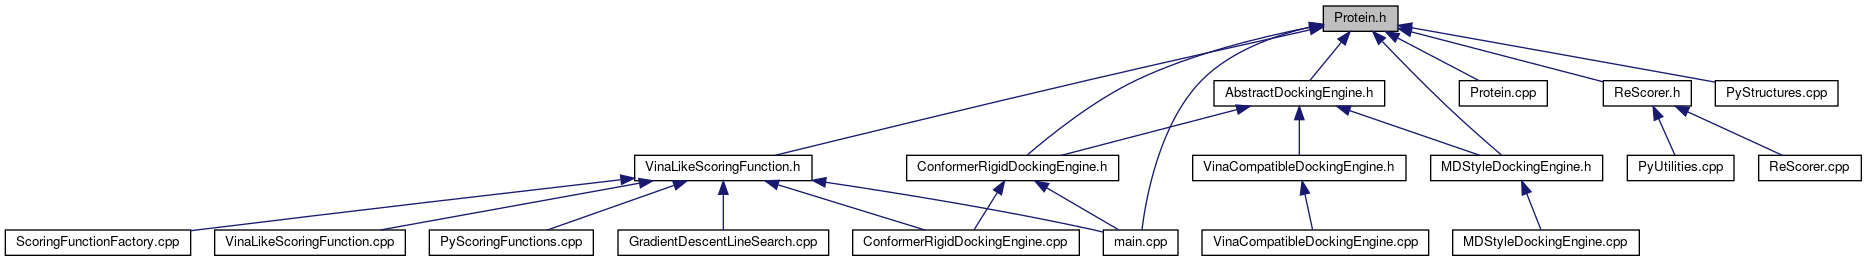 Protein.h
AbstractDockingEngine.h
Protein.cpp
ReScorer.h
PyStructures.cpp
VinaLikeScoringFunction.h
ConformerRigidDockingEngine.h
VinaCompatibleDockingEngine.h
MDStyleDockingEngine.h
PyUtilities.cpp
ReScorer.cpp
ScoringFunctionFactory.cpp
VinaLikeScoringFunction.cpp
PyScoringFunctions.cpp
GradientDescentLineSearch.cpp
ConformerRigidDockingEngine.cpp
main.cpp
VinaCompatibleDockingEngine.cpp
MDStyleDockingEngine.cpp